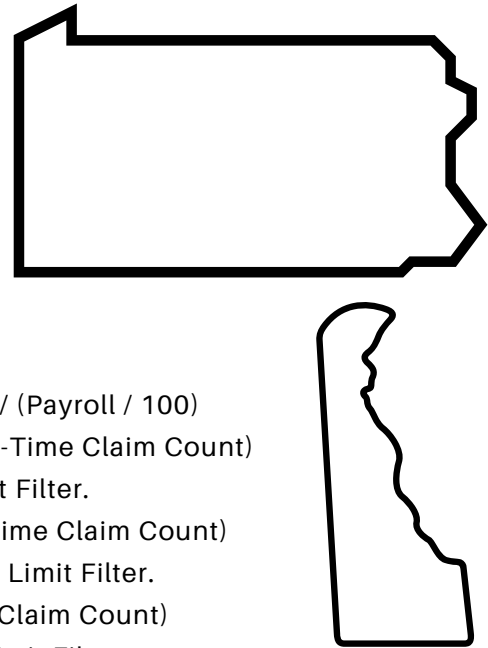 / (Payroll / 100)
-Time Claim Count)
t Filter.
ime Claim Count)
Limit Filter.
Claim Count)